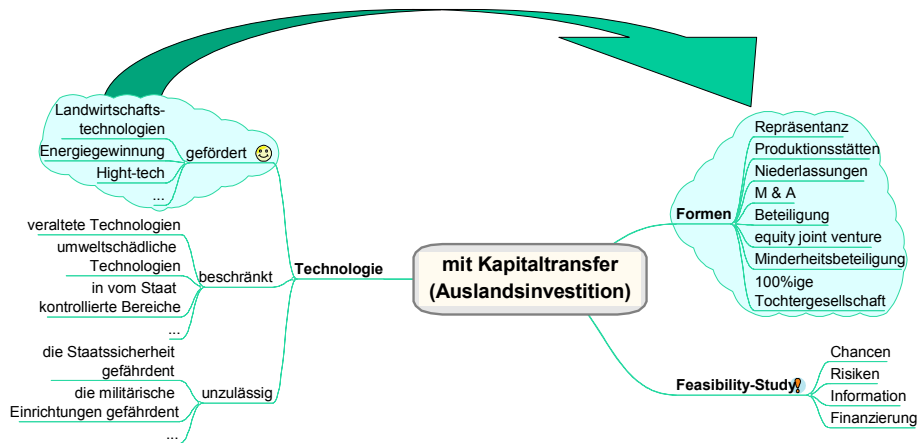 Landwirtschafts-
technologien
Energiegewinnung
Hight-tech
...
gefördert
veraltete Technologien
umweltschädliche
Technologien
in vom Staat
kontrollierte Bereiche
...
beschränkt
die Staatssicherheit
gefährdent
die militärische
Einrichtungen gefährdent
...
unzulässig
Technologie
mit Kapitaltransfer
(Auslandsinvestition)
Formen
Repräsentanz
Produktionsstätten
Niederlassungen
M & A
Beteiligung
equity joint venture
Minderheitsbeteiligung
100%ige
Tochtergesellschaft
Feasibility-Study
Chancen
Risiken
Information
Finanzierung